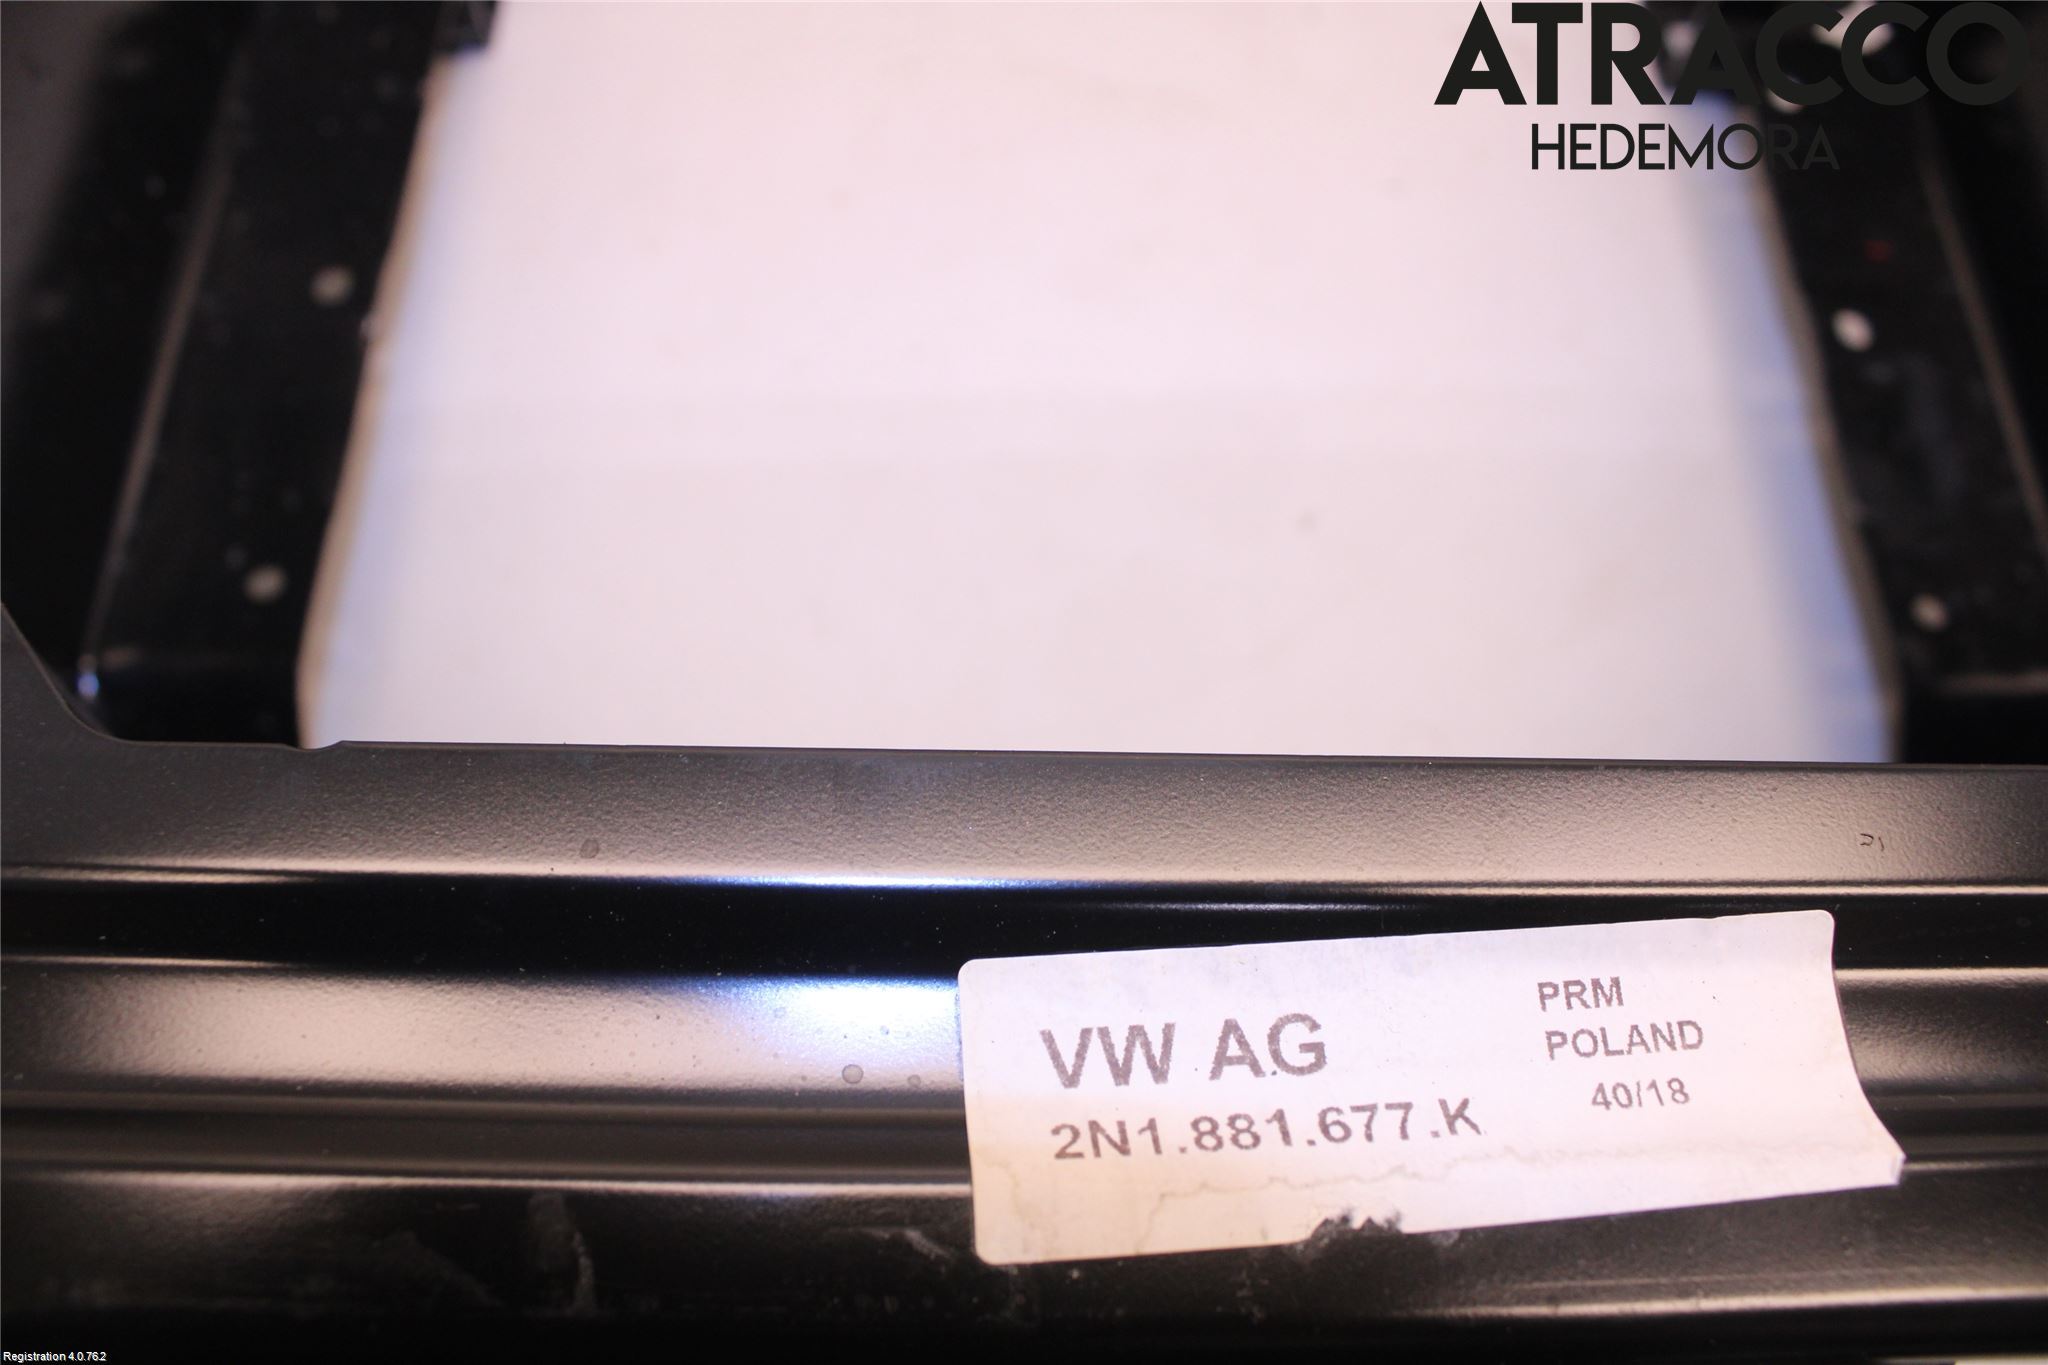 ATRACCO
HEDEMORA
VW AG
2N1.881.677.K
PRM
POLAND
40/18
Registration 4.0.76.2